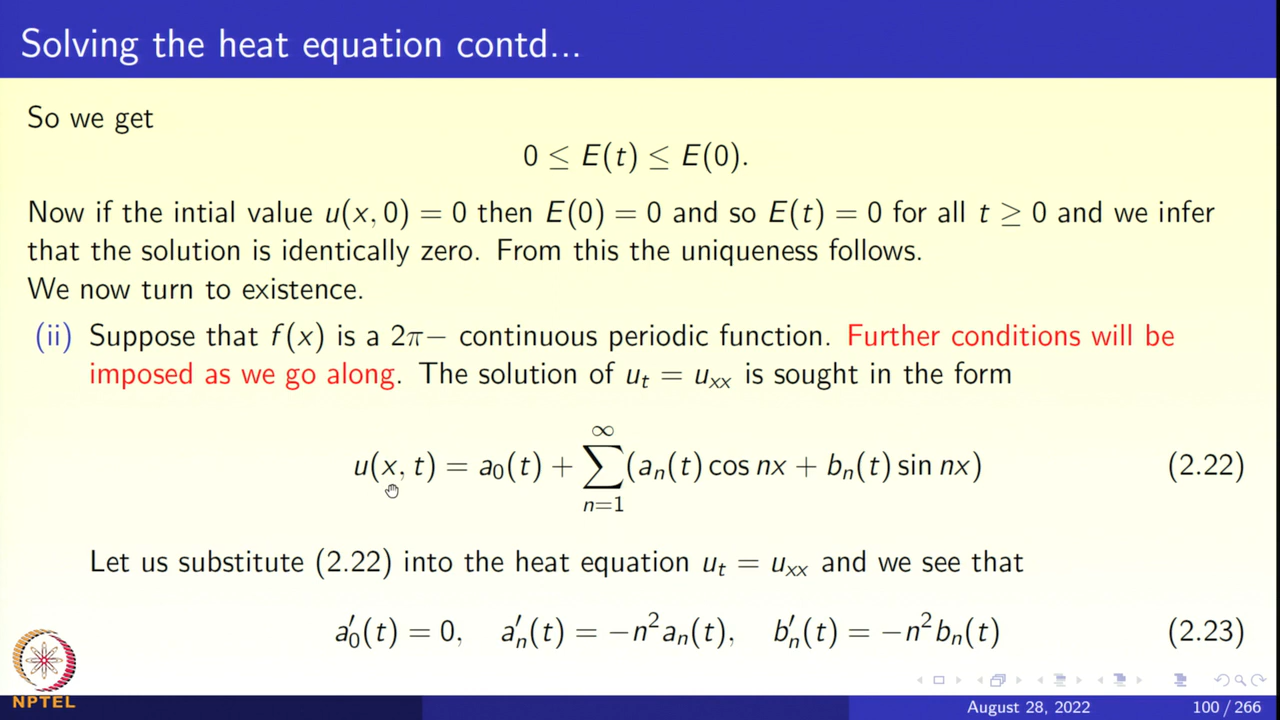 Solving the heat equation contd...
So we get
0 ≤ E(t) ≤ E(0).
Now if the intial value u(x, 0) = 0 then E(0) = 0 and so E(t) = 0 for all t ≥ 0 and we infer
that the solution is identically zero. From this the uniqueness follows.
We now turn to existence.
(ii) Suppose that f(x) is a 2π− continuous periodic function. Further conditions will be
imposed as we go along. The solution of u_t = u_xx is sought in the form
u(x, t) = a_0(t) + ∑_{n=1}^{∞} (a_n(t) cos nx + b_n(t) sin nx) (2.22)
Let us substitute (2.22) into the heat equation u_t = u_xx and we see that
a_0′(t) = 0, a_n′(t) = −n²a_n(t), b_n′(t) = −n²b_n(t) (2.23)
NPTEL
August 28, 2022 100 / 266